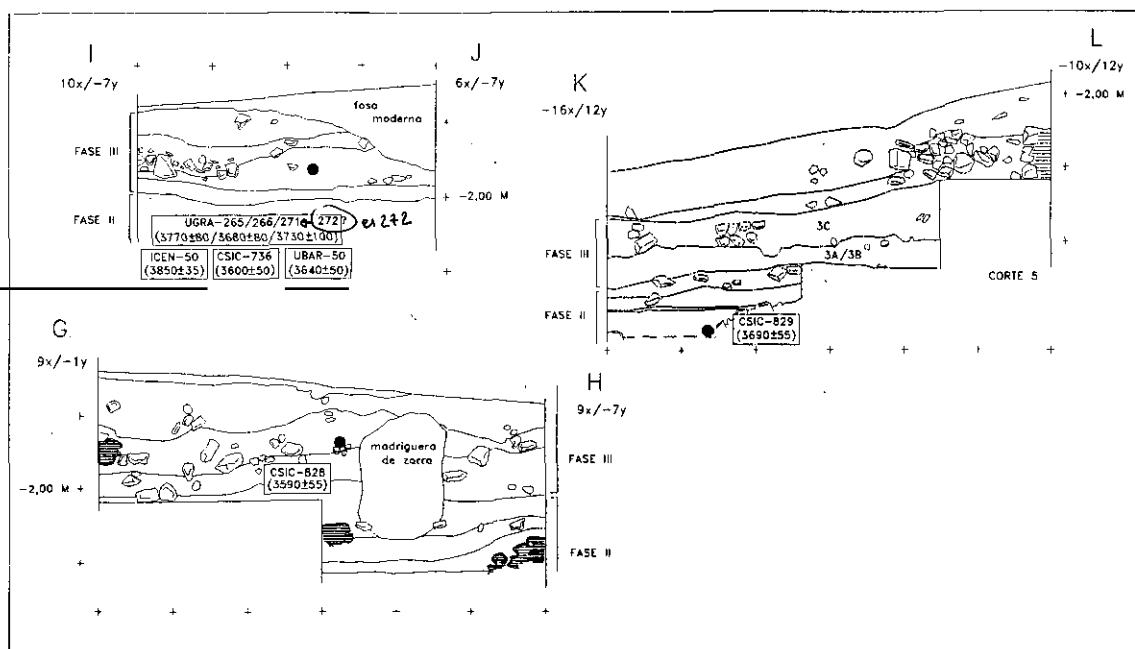 I
J
10x/-7y
6x/-7y
fosa
moderna
FASE III
-2,00 M
FASE II
UGRA-265/266/271 272? es 272
(3770±80/3680±80/3730±100)
ICEN-50
(3850±35)
CSIC-736
(3600±50)
UBAR-50
(3640±50)
L
-10x/12y
K
-16x/12y
-2,00 M
3C
FASE III
3A/3B
CORTE 5
FASE II
CSIC-829
(3690±55)
G
9x/-1y
H
9x/-7y
madriguera
de zorro
FASE III
CSIC-828
(3590±55)
-2,00 M
FASE II